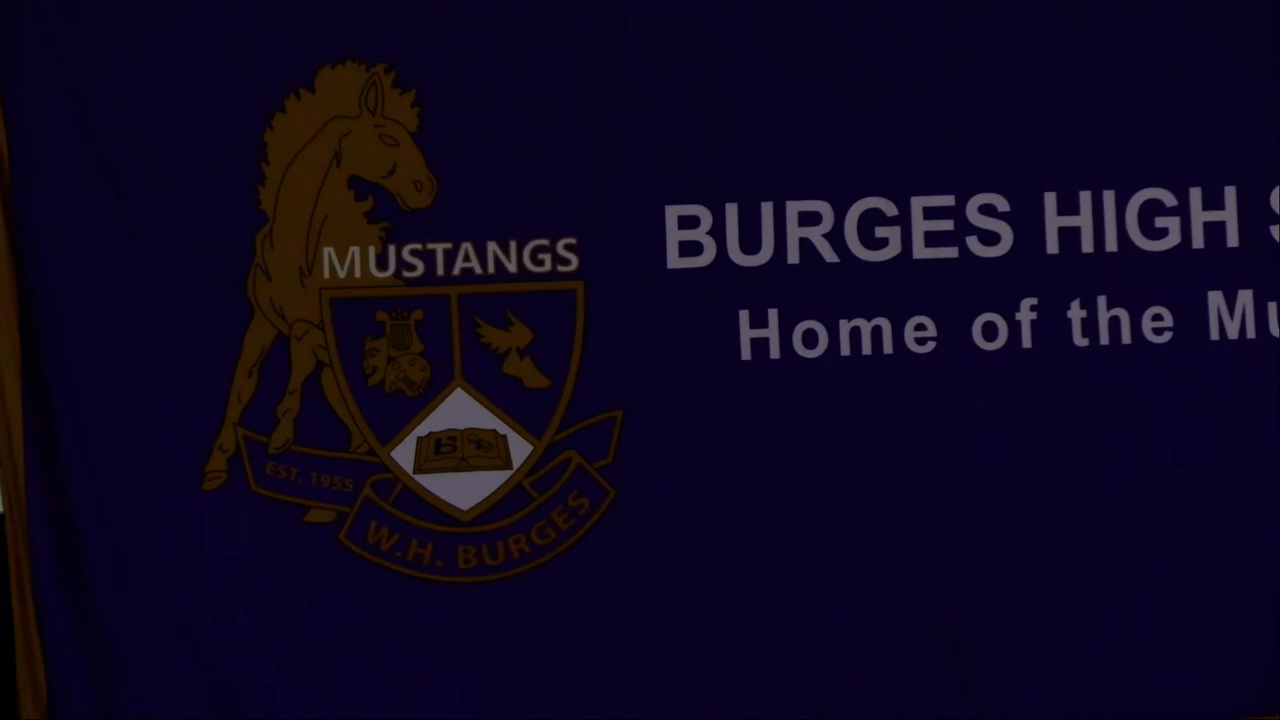 MUSTANGS
EST. 1955
W.H. BURGES
BURGES HIGH
Home of the